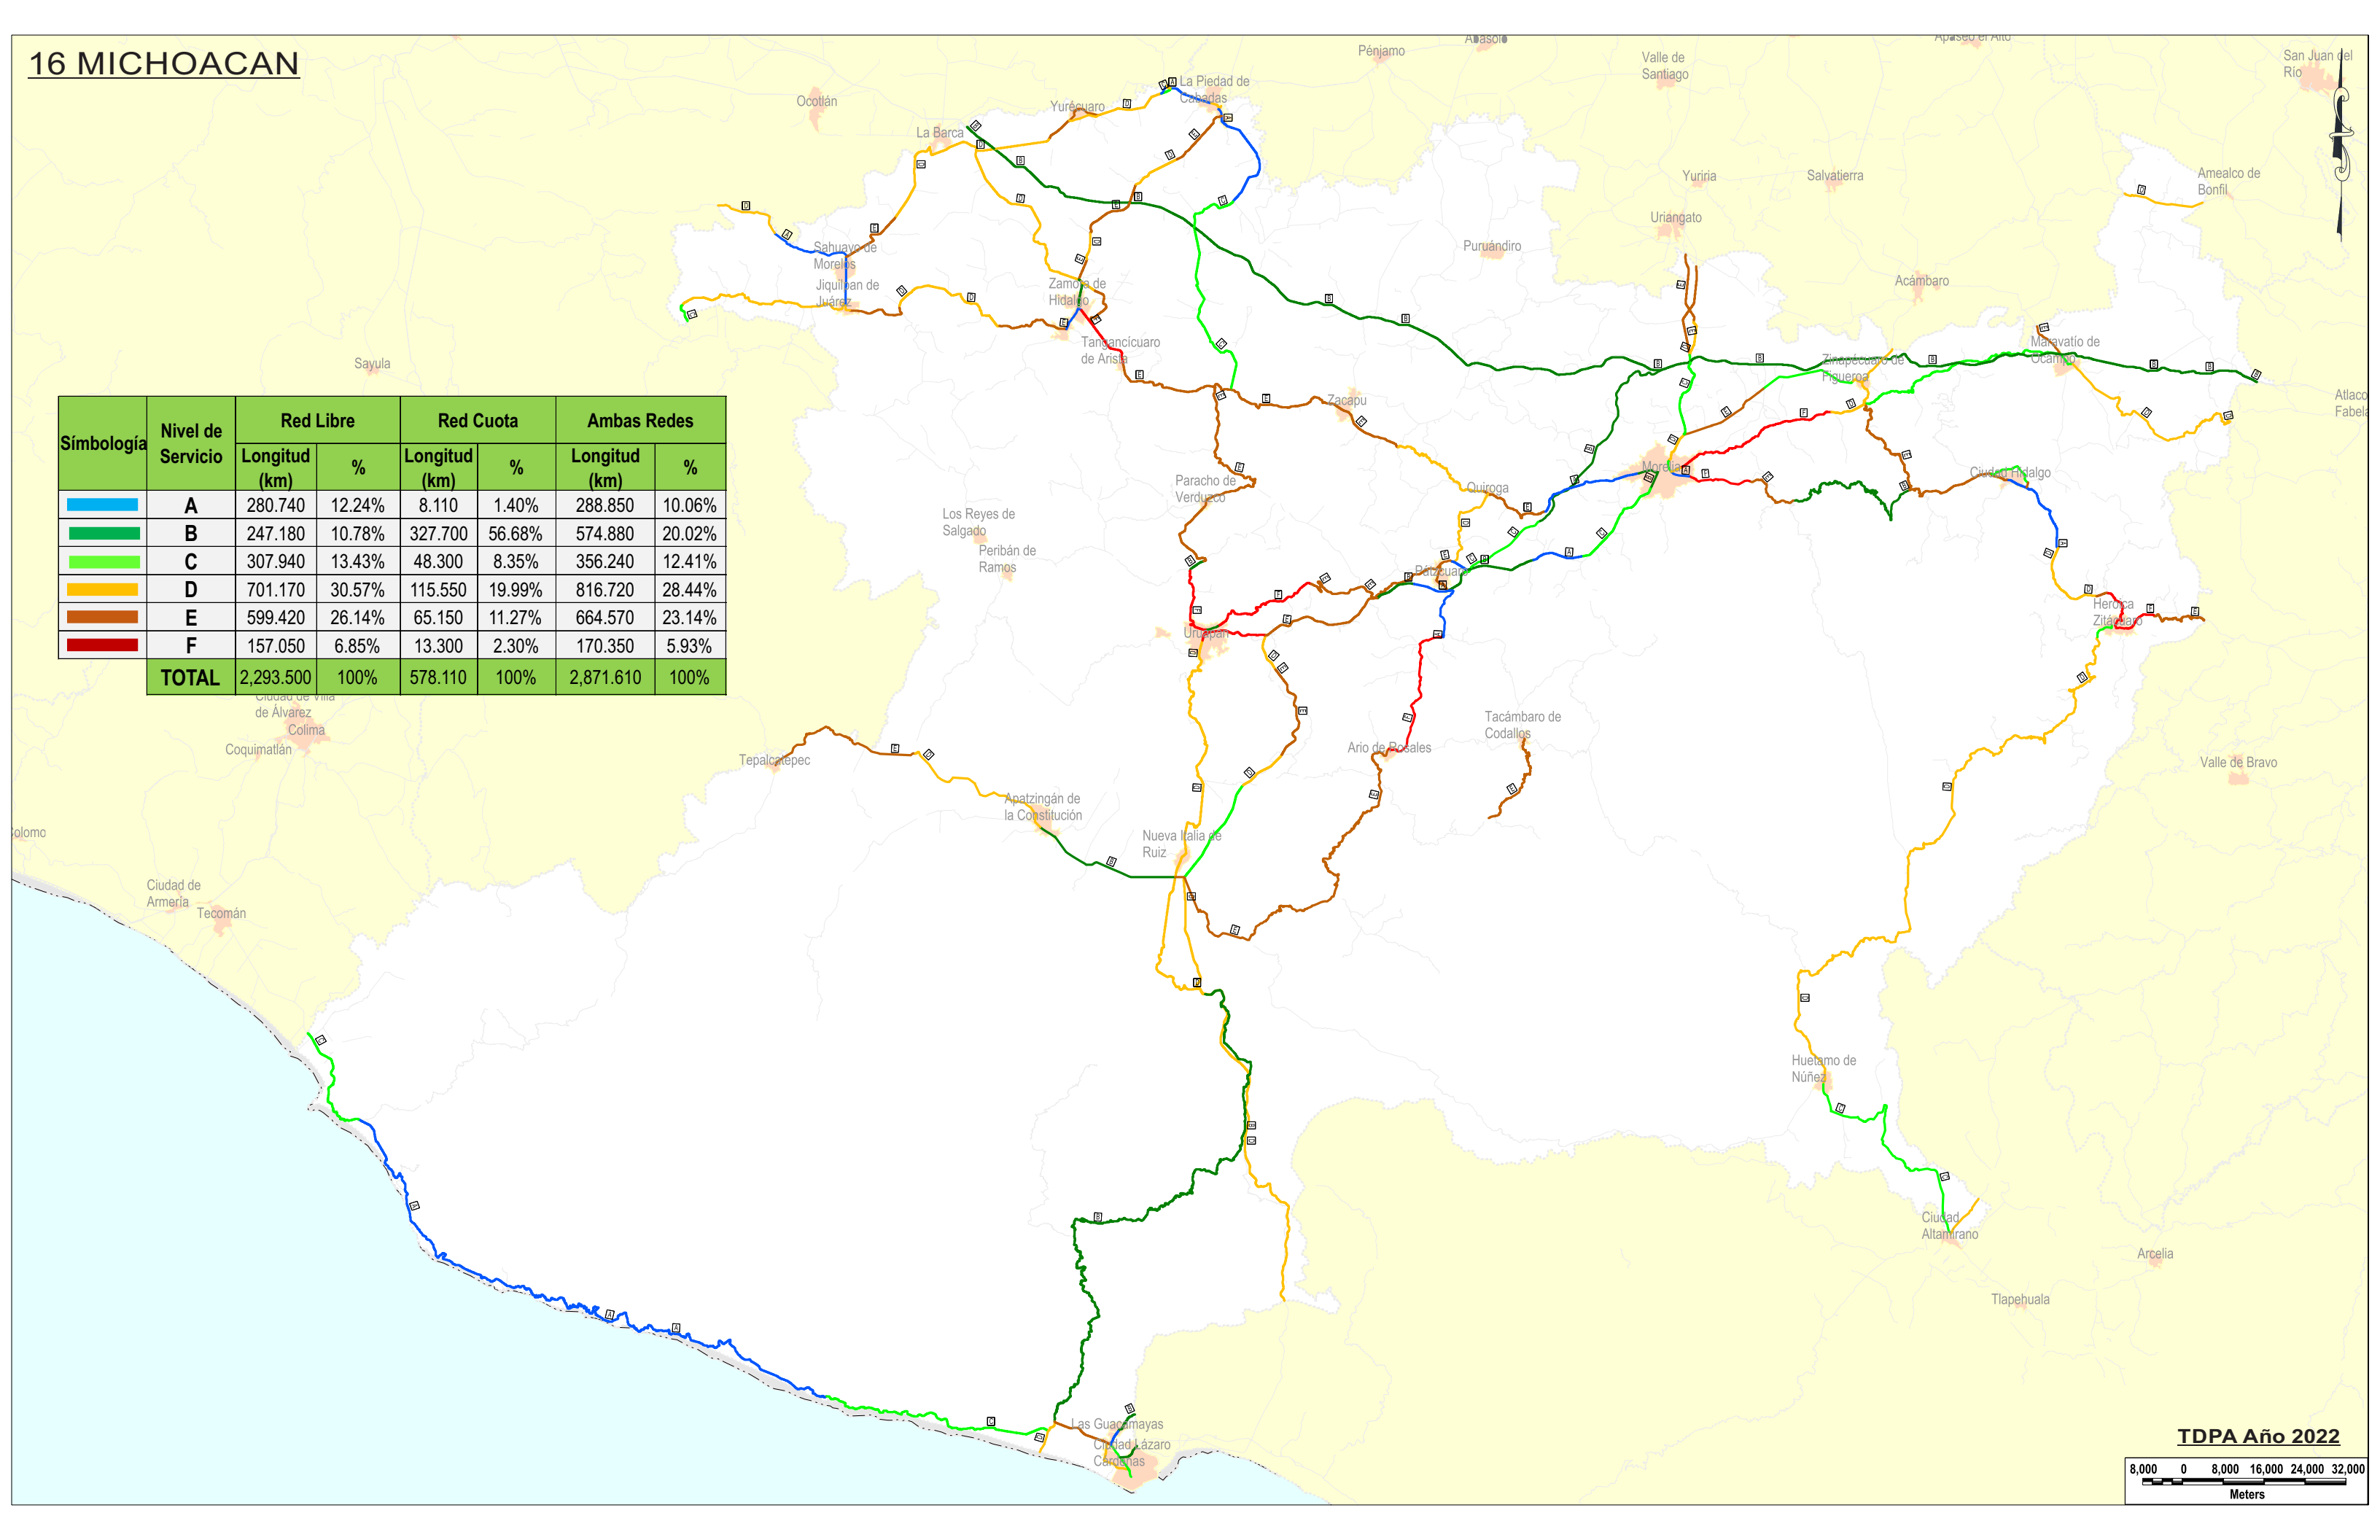 16 MICHOACAN
Pénjamo
Valle de
Santiago
San Juan del
Río
La Piedad de
Cabadas
Ocotlán
Yurécuaro
La Barca
Yuriria
Salvatierra
Amealco de
Bonfil
Uriangato
Puruándiro
Sahuayo de
Morelos
Jiquilpan de
Juárez
Zamora de
Hidalgo
Acámbaro
Tangancícuaro
de Arista
Maravatío de
Ocampo
Zinapécuaro de
Figueroa
Sayula
Zacapu
Morelia
Ciudad Hidalgo
Quiroga
Paracho de
Verduzco
Los Reyes de
Salgado
Peribán de
Ramos
Pátzcuaro
Uruapan
Heroica
Zitácuaro
Símbología
Nivel de
Servicio
Red Libre
Red Cuota
Ambas Redes
Longitud
(km)
%
Longitud
(km)
%
Longitud
(km)
%
A 280.740 12.24% 8.110 1.40% 288.850 10.06%
B 247.180 10.78% 327.700 56.68% 574.880 20.02%
C 307.940 13.43% 48.300 8.35% 356.240 12.41%
D 701.170 30.57% 115.550 19.99% 816.720 28.44%
E 599.420 26.14% 65.150 11.27% 664.570 23.14%
F 157.050 6.85% 13.300 2.30% 170.350 5.93%
TOTAL 2,293.500 100% 578.110 100% 2,871.610 100%
Ciudad de Villa
de Álvarez
Colima
Coquimatlán
Tacámbaro de
Codallos
Ario de Rosales
Tepalcatepec
Valle de Bravo
Apatzingán de
la Constitución
Nueva Italia de
Ruiz
Ciudad de
Armería
Tecomán
Huetamo de
Núñez
Ciudad
Altamirano
Arcelia
Tlapehuala
Las Guacamayas
Ciudad Lázaro
Cárdenas
TDPA Año 2022
8,000 0 8,000 16,000 24,000 32,000
Meters